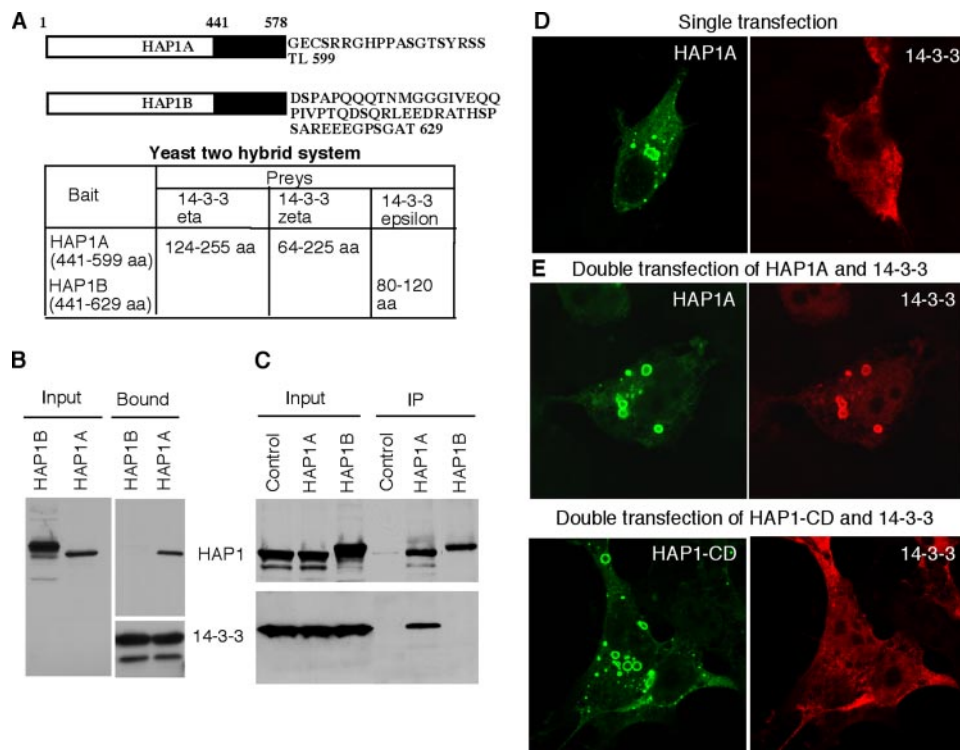 A
1 441 578
HAP1A
GECSRRGHPPASGTSYRSS
TL 599
HAP1B
DSPAPQQQTNMGGGIVEQQ
PIVPTQDSQRLEEDRATHSP
SAREEEGPSGAT 629
Yeast two hybrid system
Bait
Preys
14-3-3 eta
14-3-3 zeta
14-3-3 epsilon
HAP1A (441-599 aa)
124-255 aa
64-225 aa
HAP1B (441-629 aa)
80-120 aa
B
Input Bound
HAP1B HAP1A HAP1B HAP1A
C
Input IP
Control HAP1A HAP1B Control HAP1A HAP1B
HAP1
14-3-3
D
Single transfection
HAP1A 14-3-3
E
Double transfection of HAP1A and 14-3-3
HAP1A 14-3-3
Double transfection of HAP1-CD and 14-3-3
HAP1-CD 14-3-3